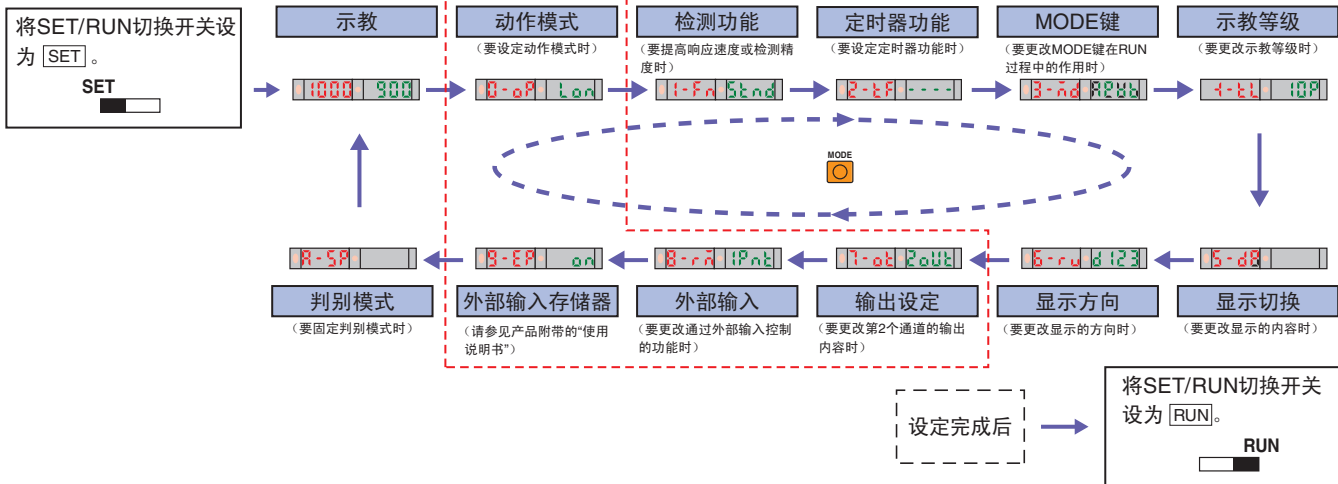 将SET/RUN切换开关设
为 SET 。
SET
示教
1000 900
动作模式
(要设定动作模式时)
0-oP Lon
检测功能
(要提高响应速度或检测精
度时)
1-Fn Stnd
定时器功能
(要设定定时器功能时)
2-tF ----
MODE键
(要更改MODE键在RUN
过程中的作用时)
示教等级
(要更改示教等级时)
10P
MODE
A-SP
判别模式
(要固定判别模式时)
9-EP on
外部输入存储器
(请参见产品附带的“使用
说明书”)
外部输入
(要更改通过外部输入控制
的功能时)
7-ot 2oUt
输出设定
(要更改第2个通道的输出
内容时)
6-ru d123
显示方向
(要更改显示的方向时)
5-d8
显示切换
(要更改显示的内容时)
设定完成后
将SET/RUN切换开关
设为 RUN。
RUN